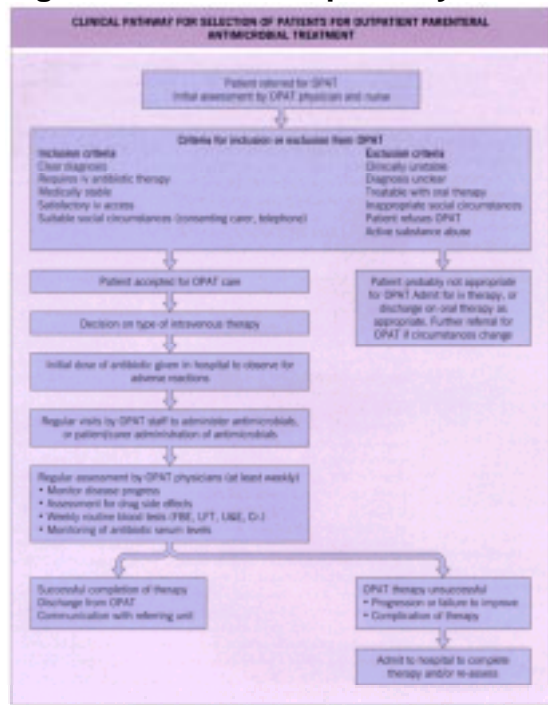 CLINICAL PATHWAY FOR SELECTION OF PATIENTS FOR OUTPATIENT PARENTERAL
ANTIMICROBIAL TREATMENT
Patient referred for OPAT
Initial assessment by OPAT physician and nurse
Criteria for inclusion or exclusion from OPAT
Inclusion criteria
Clear diagnosis
Requires iv antibiotic therapy
Medically stable
Satisfactory iv access
Suitable social circumstances (consenting carer, telephone)
Exclusion criteria
Clinically unstable
Diagnosis unclear
Treatable with oral therapy
Inappropriate social circumstances
Patient refuses OPAT
Active substance abuse
Patient accepted for OPAT care
Patient probably not appropriate
for OPAT Admit for iv therapy, or
discharge on oral therapy as
appropriate. Further referral for
OPAT if circumstances change
Decision on type of intravenous therapy
Initial dose of antibiotic given in hospital to observe for
adverse reactions
Regular visits by OPAT staff to administer antimicrobials,
or patient/carer administration of antimicrobials
Regular assessment by OPAT physicians (at least weekly)
• Monitor disease progress
• Assessment for drug side effects
• Weekly routine blood tests (FBE, LFT, U&E, Cr.)
• Monitoring of antibiotic serum levels
Successful completion of therapy
Discharge from OPAT
Communication with referring unit
OPAT therapy unsuccessful
• Progression or failure to improve
• Complication of therapy
Admit to hospital to complete
therapy and/or re-assess